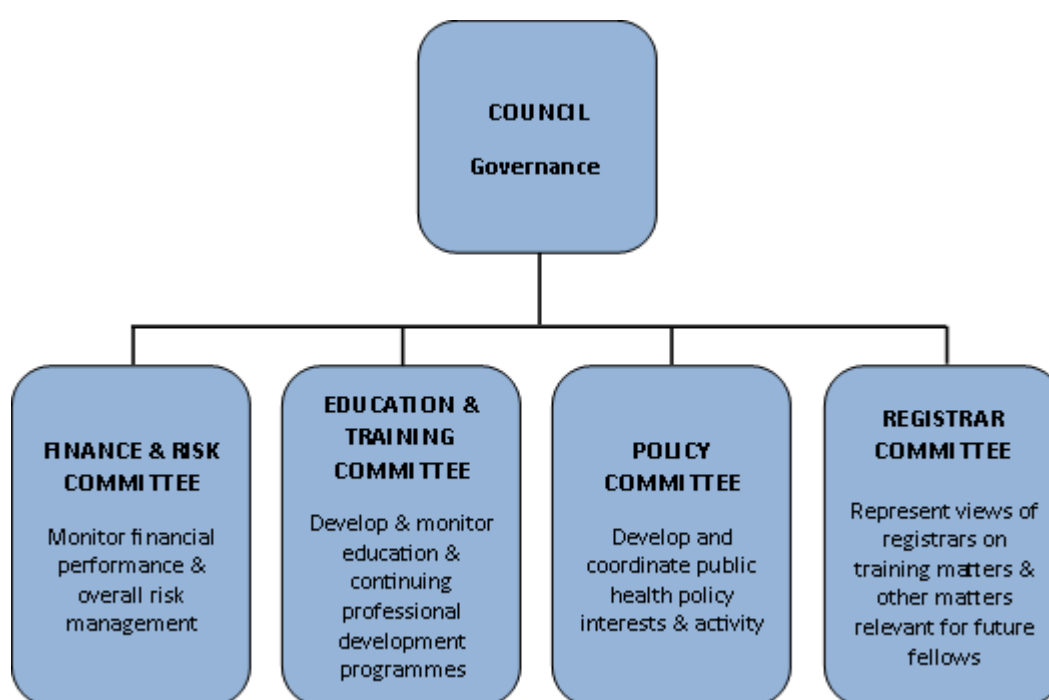 COUNCIL
Governance
FINANCE & RISK
COMMITTEE
Monitor financial
performance &
overall risk
management
EDUCATION &
TRAINING
COMMITTEE
Develop & monitor
education &
continuing
professional
development
programmes
POLICY
COMMITTEE
Develop and
coordinate public
health policy
interests & activity
REGISTRAR
COMMITTEE
Represent views of
registrars on
training matters &
other matters
relevant for future
fellows